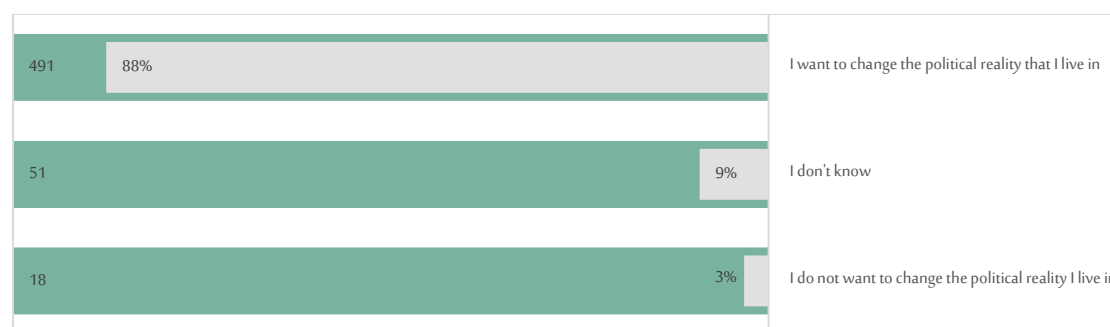 491 88% I want to change the political reality that I live in
51 9% I don't know
18 3% I do not want to change the political reality I live in